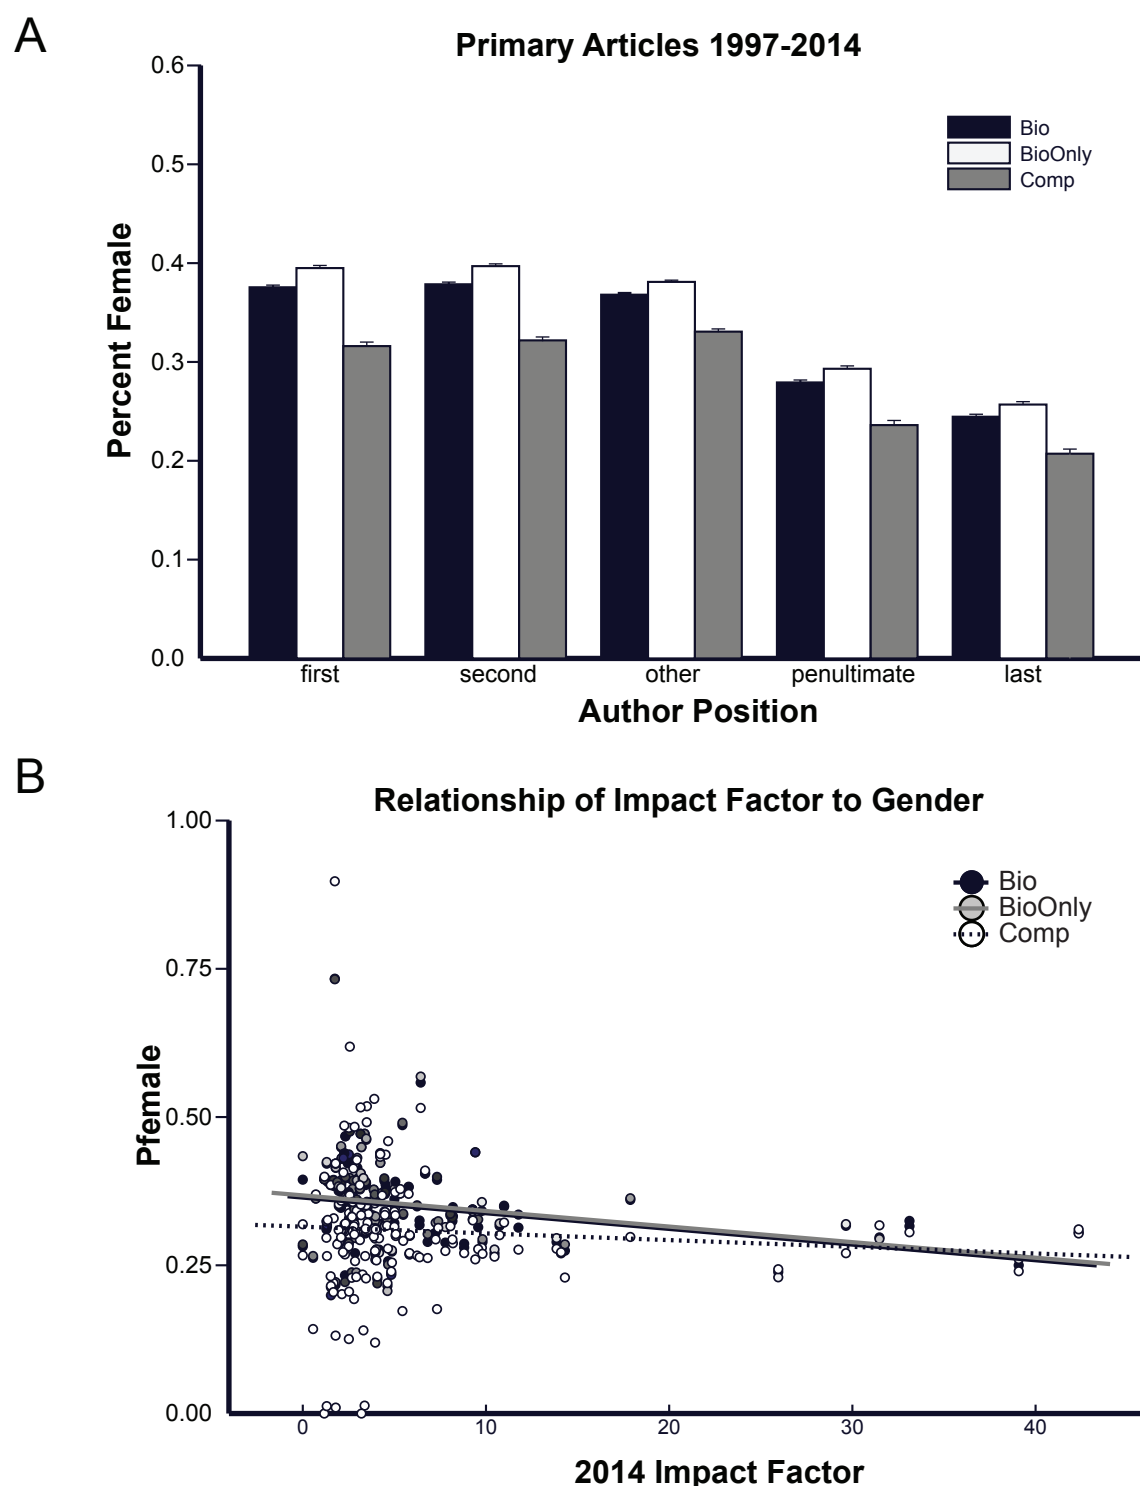 A
Primary Articles 1997-2014
0.6
0.5
0.4
0.3
0.2
0.1
0.0
Percent Female
Bio
BioOnly
Comp
first second other penultimate last
Author Position
B
Relationship of Impact Factor to Gender
1.00
0.75
0.50
0.25
0.00
Pfemale
Bio
BioOnly
Comp
0 10 20 30 40
2014 Impact Factor